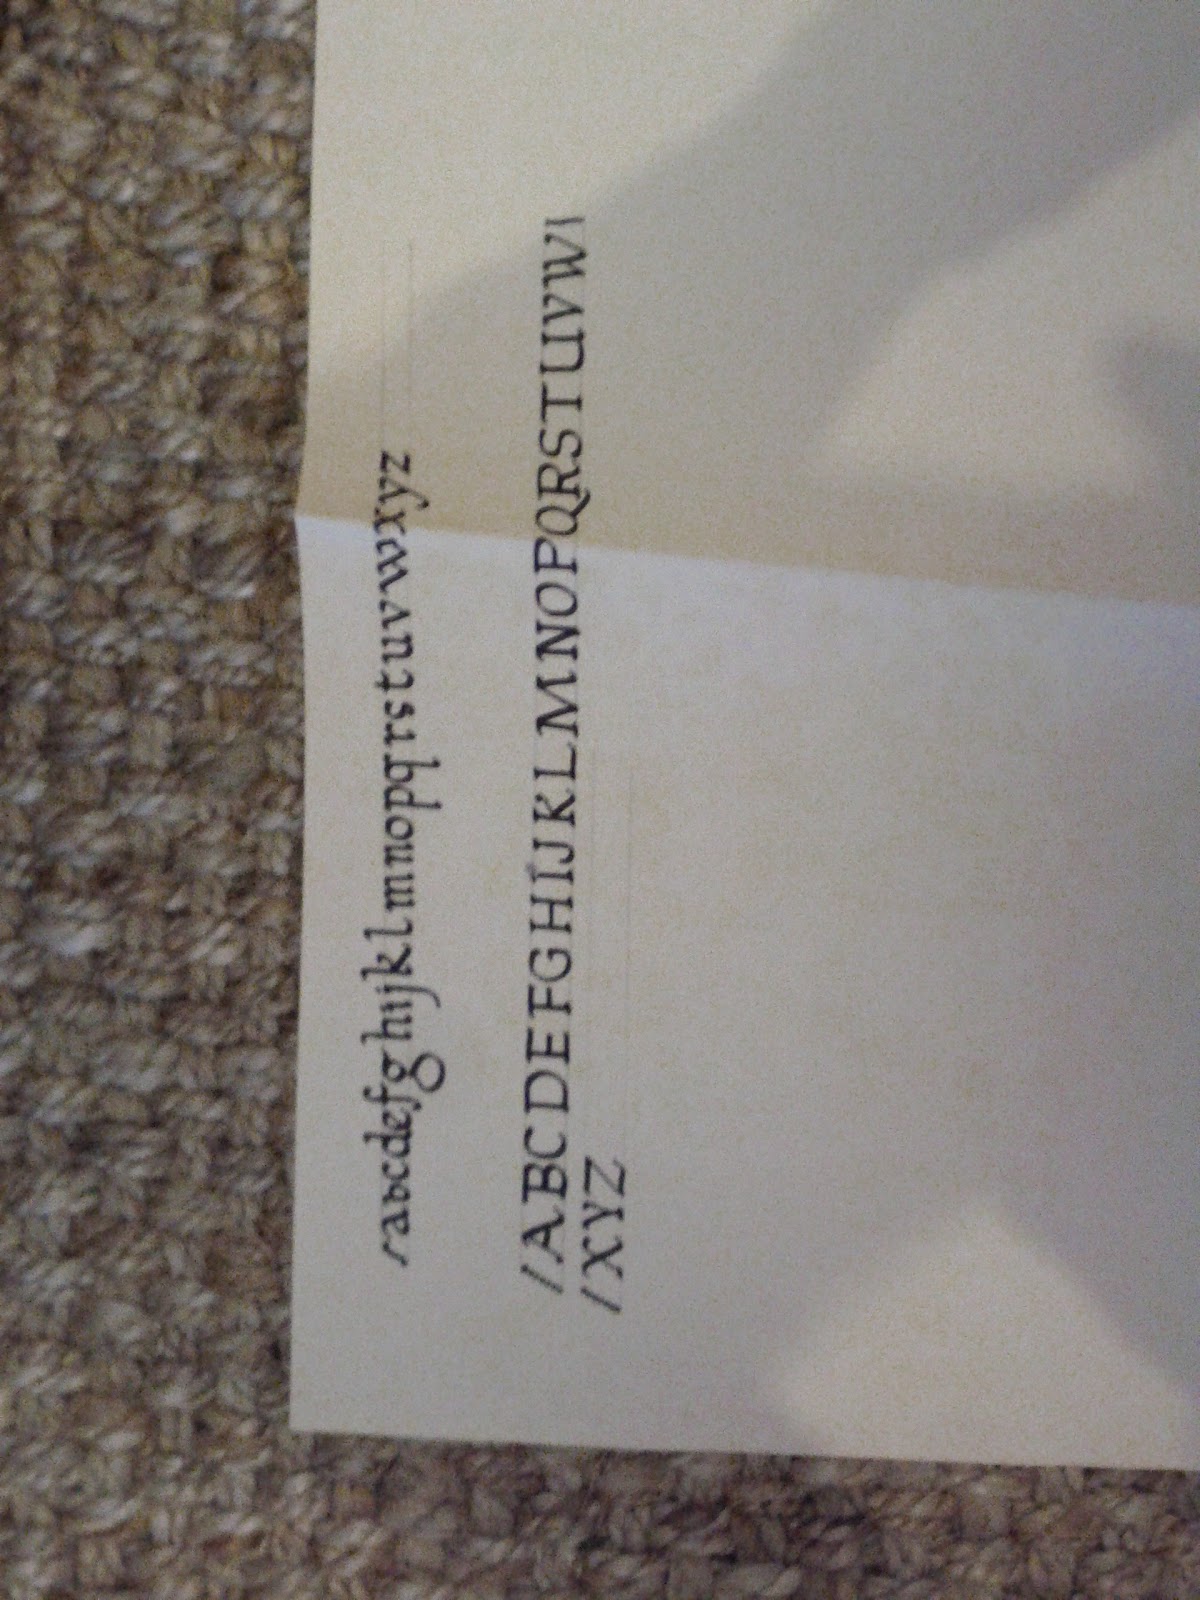 /abcdefghijklmnopqrstuvwxyz
/ABCDEFGHIJKLMNOPQRSTUVW\
/XYZ